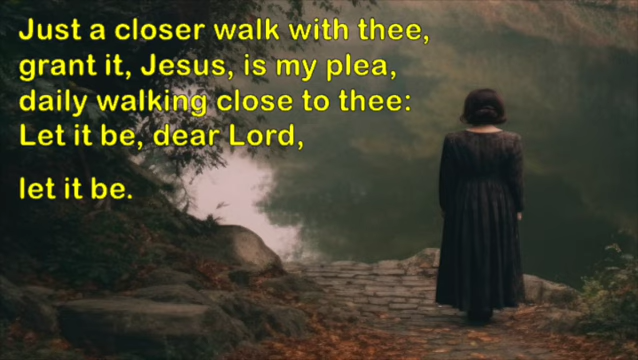 Just a closer walk with thee,
grant it, Jesus, is my plea,
daily walking close to thee:
Let it be, dear Lord,
let it be.